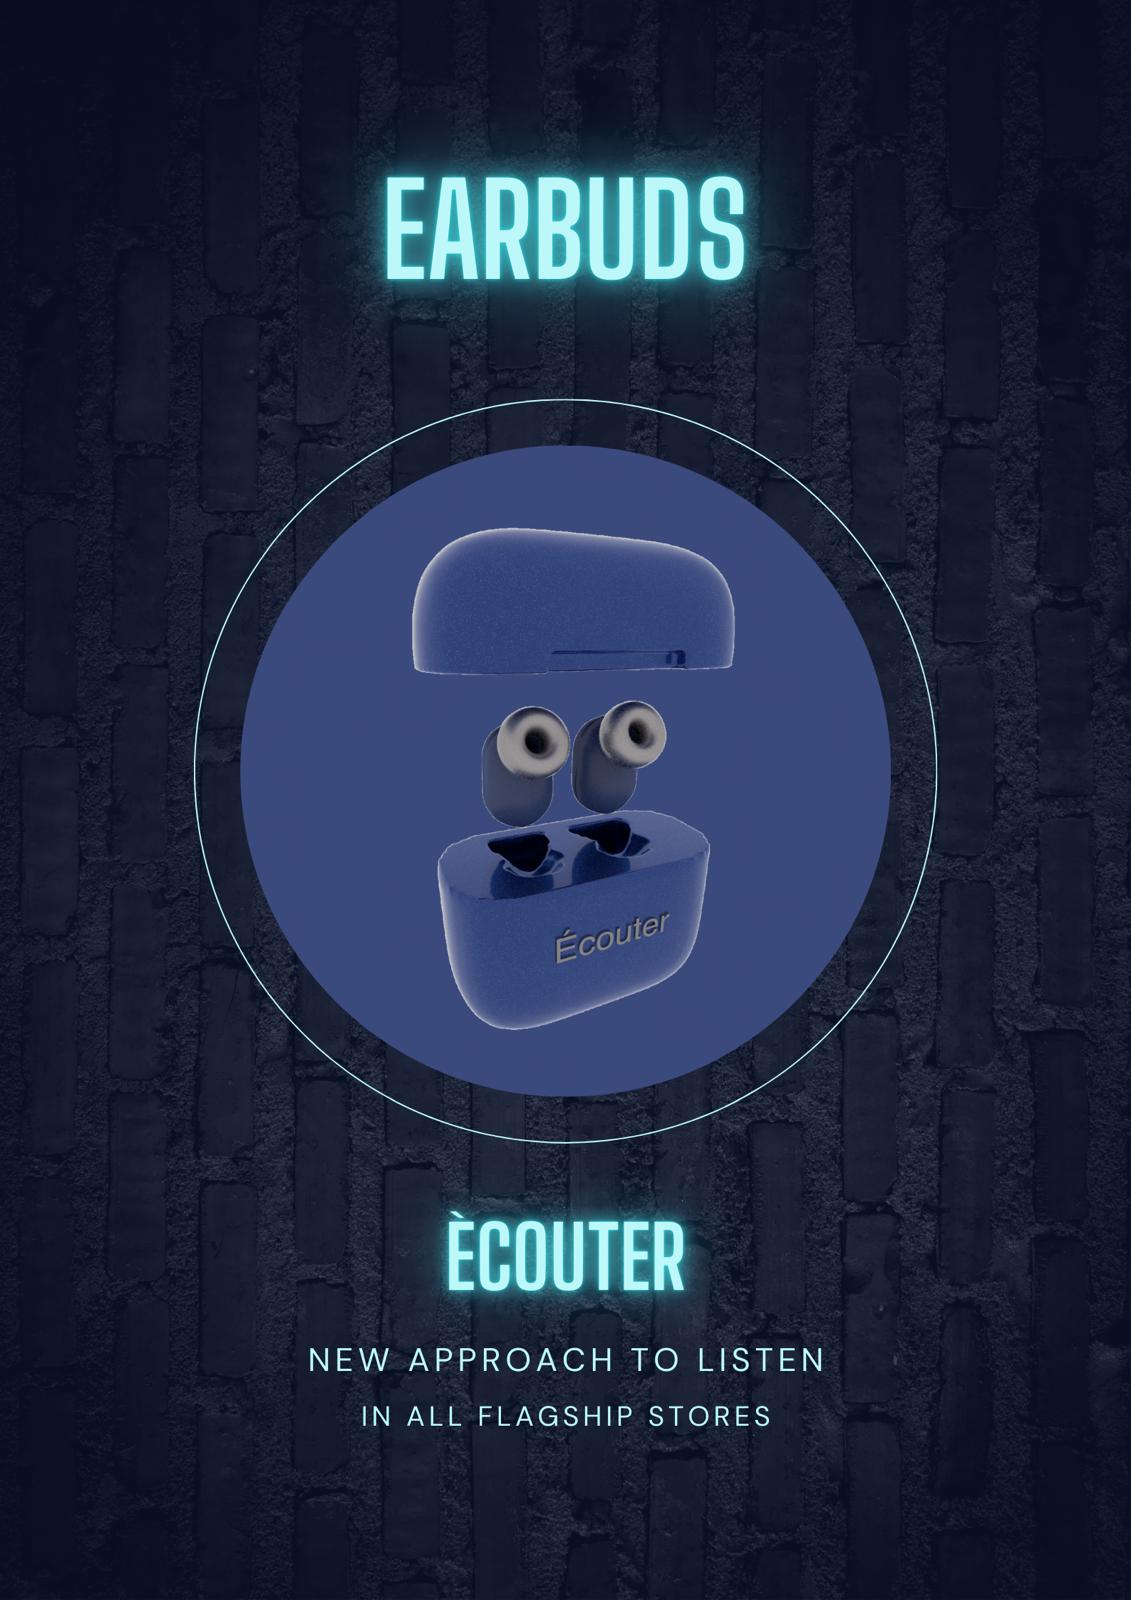 EARBUDS
Écouter
ÈCOUTER
NEW APPROACH TO LISTEN
IN ALL FLAGSHIP STORES